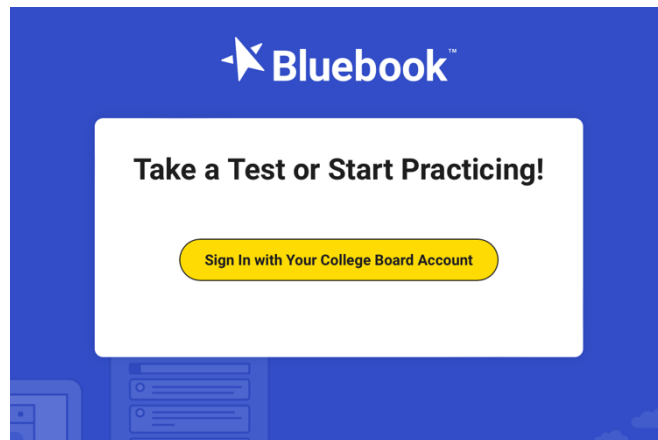 Bluebook™
Take a Test or Start Practicing!
Sign In with Your College Board Account